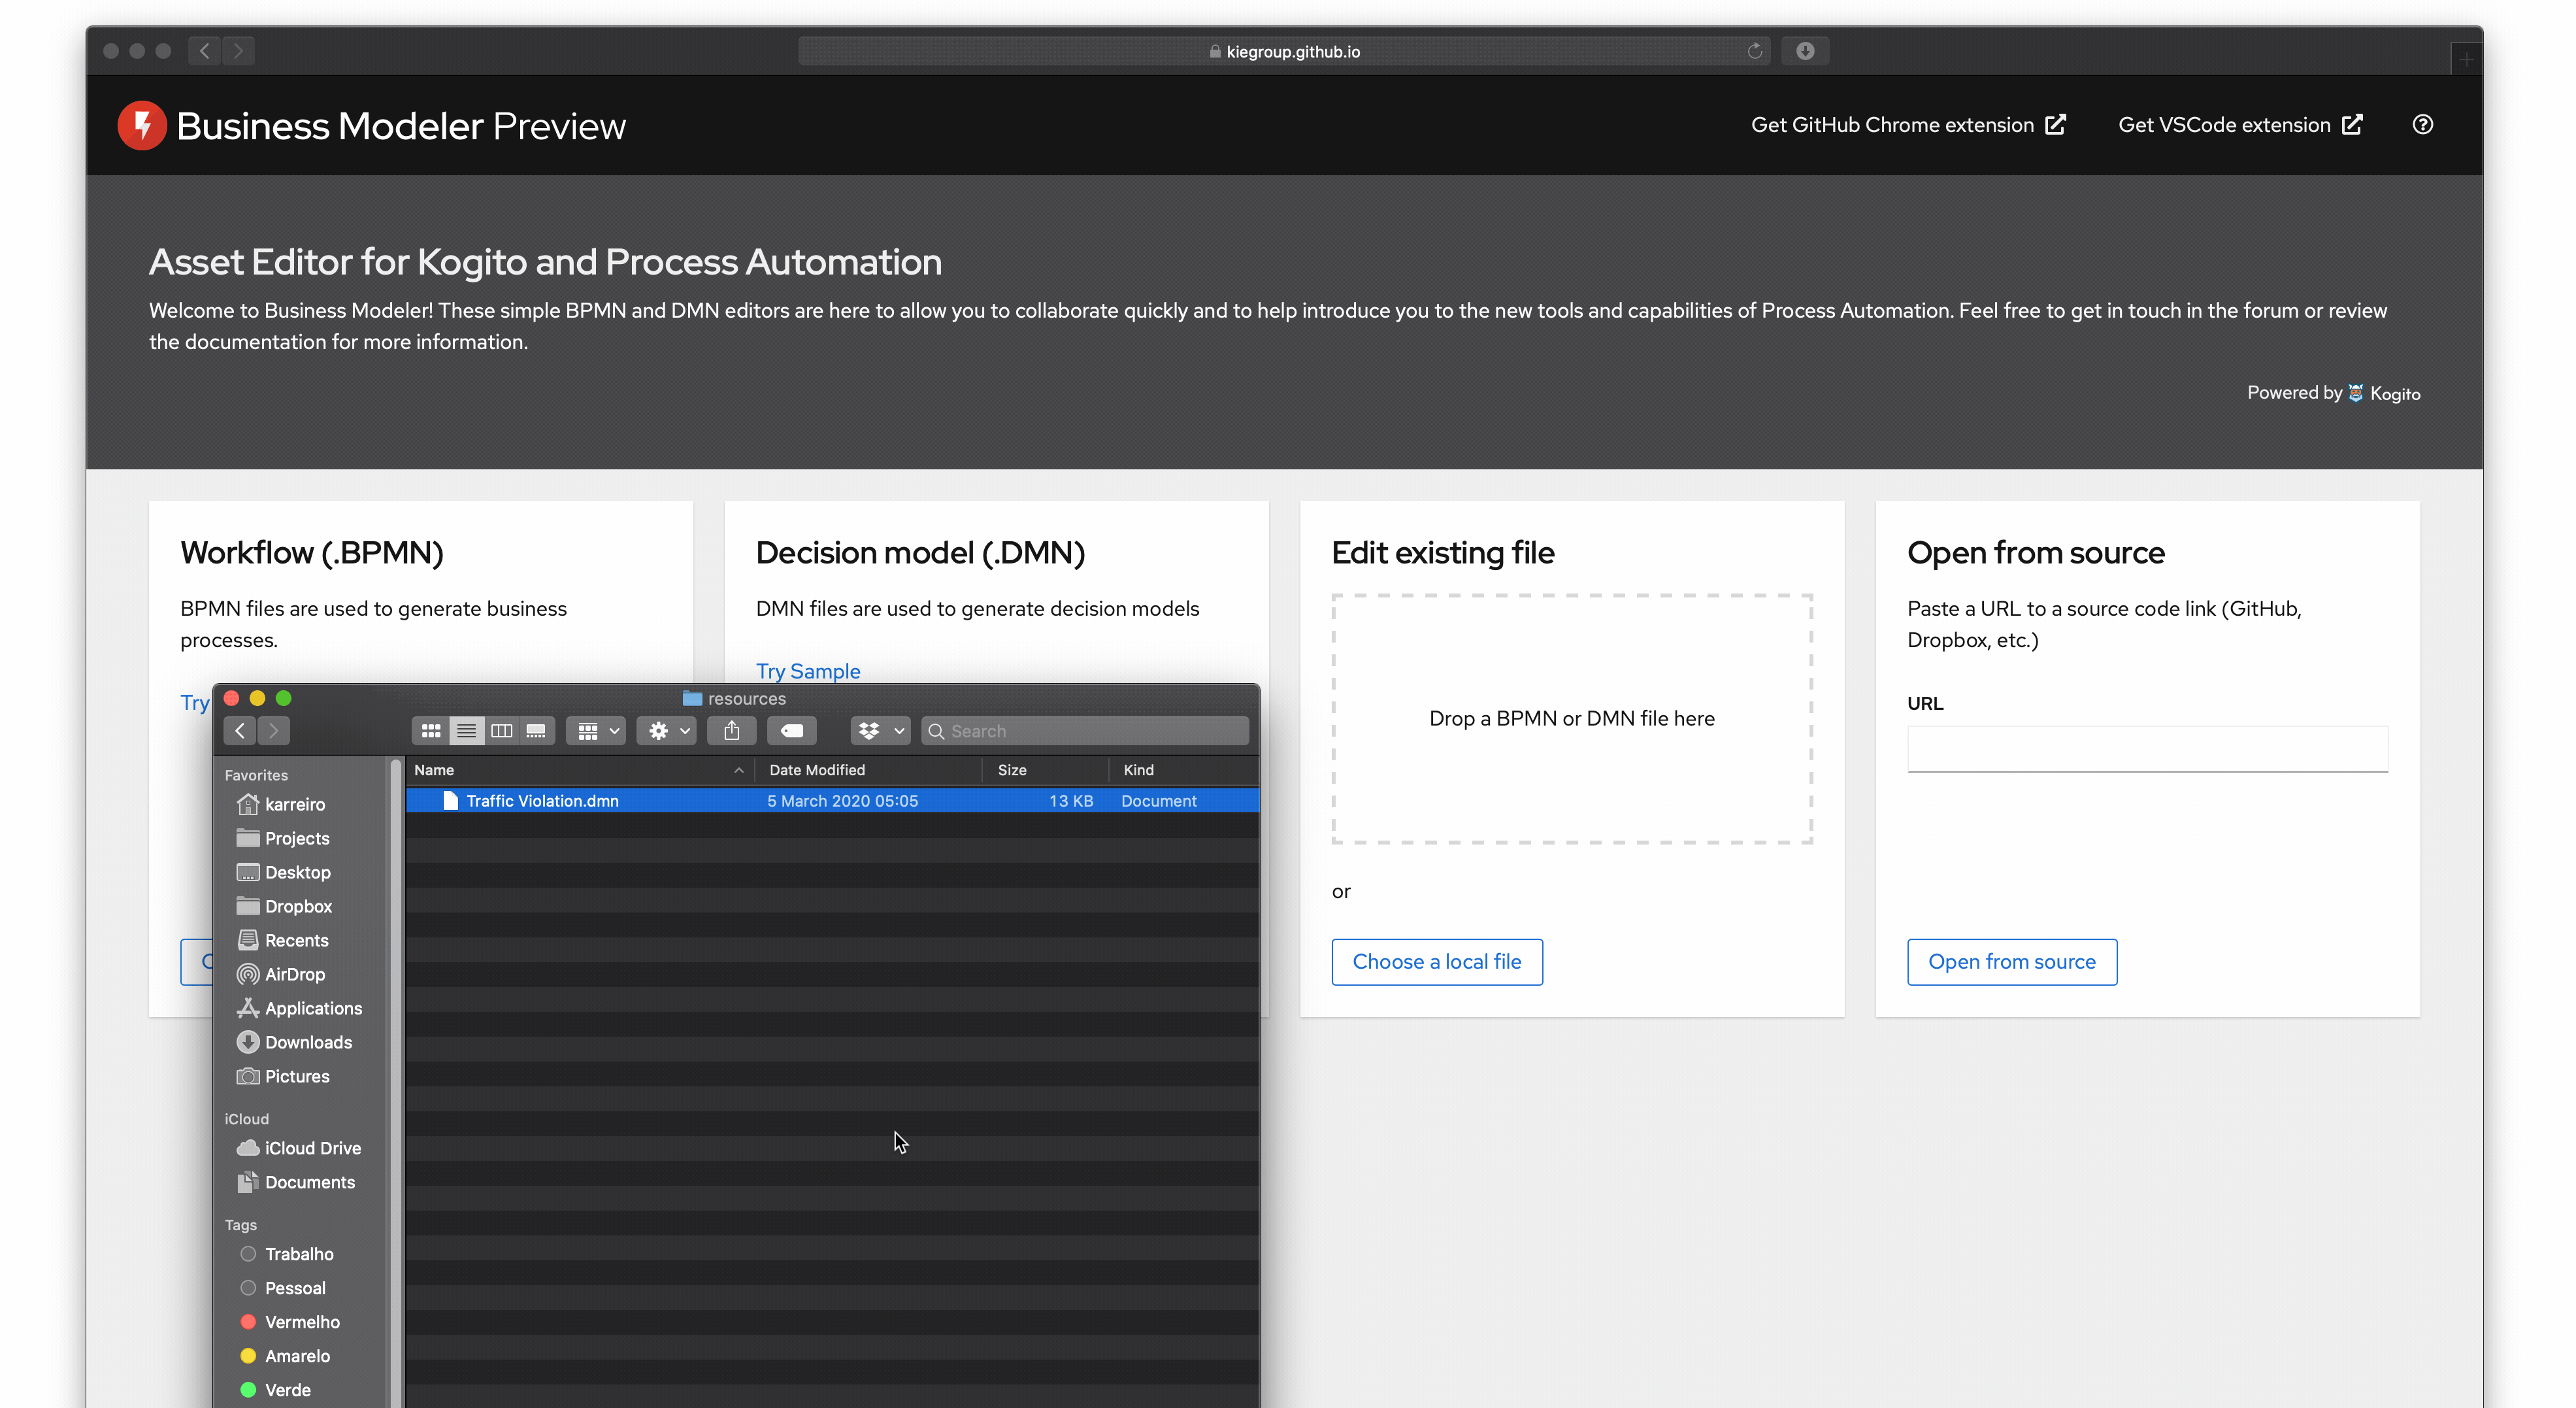 kiegroup.github.io
Business Modeler Preview
Get GitHub Chrome extension
Get VSCode extension
Asset Editor for Kogito and Process Automation
Welcome to Business Modeler! These simple BPMN and DMN editors are here to allow you to collaborate quickly and to help introduce you to the new tools and capabilities of Process Automation. Feel free to get in touch in the forum or review
the documentation for more information.
Powered by Kogito
Workflow (.BPMN)
BPMN files are used to generate business
processes.
Try
Decision model (.DMN)
DMN files are used to generate decision models
Try Sample
Edit existing file
Drop a BPMN or DMN file here
or
Choose a local file
Open from source
Paste a URL to a source code link (GitHub,
Dropbox, etc.)
URL
Open from source
resources
Search
Favorites
karreiro
Projects
Desktop
Dropbox
Recents
AirDrop
Applications
Downloads
Pictures
iCloud
iCloud Drive
Documents
Tags
Trabalho
Pessoal
Vermelho
Amarelo
Verde
Name Date Modified Size Kind
Traffic Violation.dmn 5 March 2020 05:05 13 KB Document